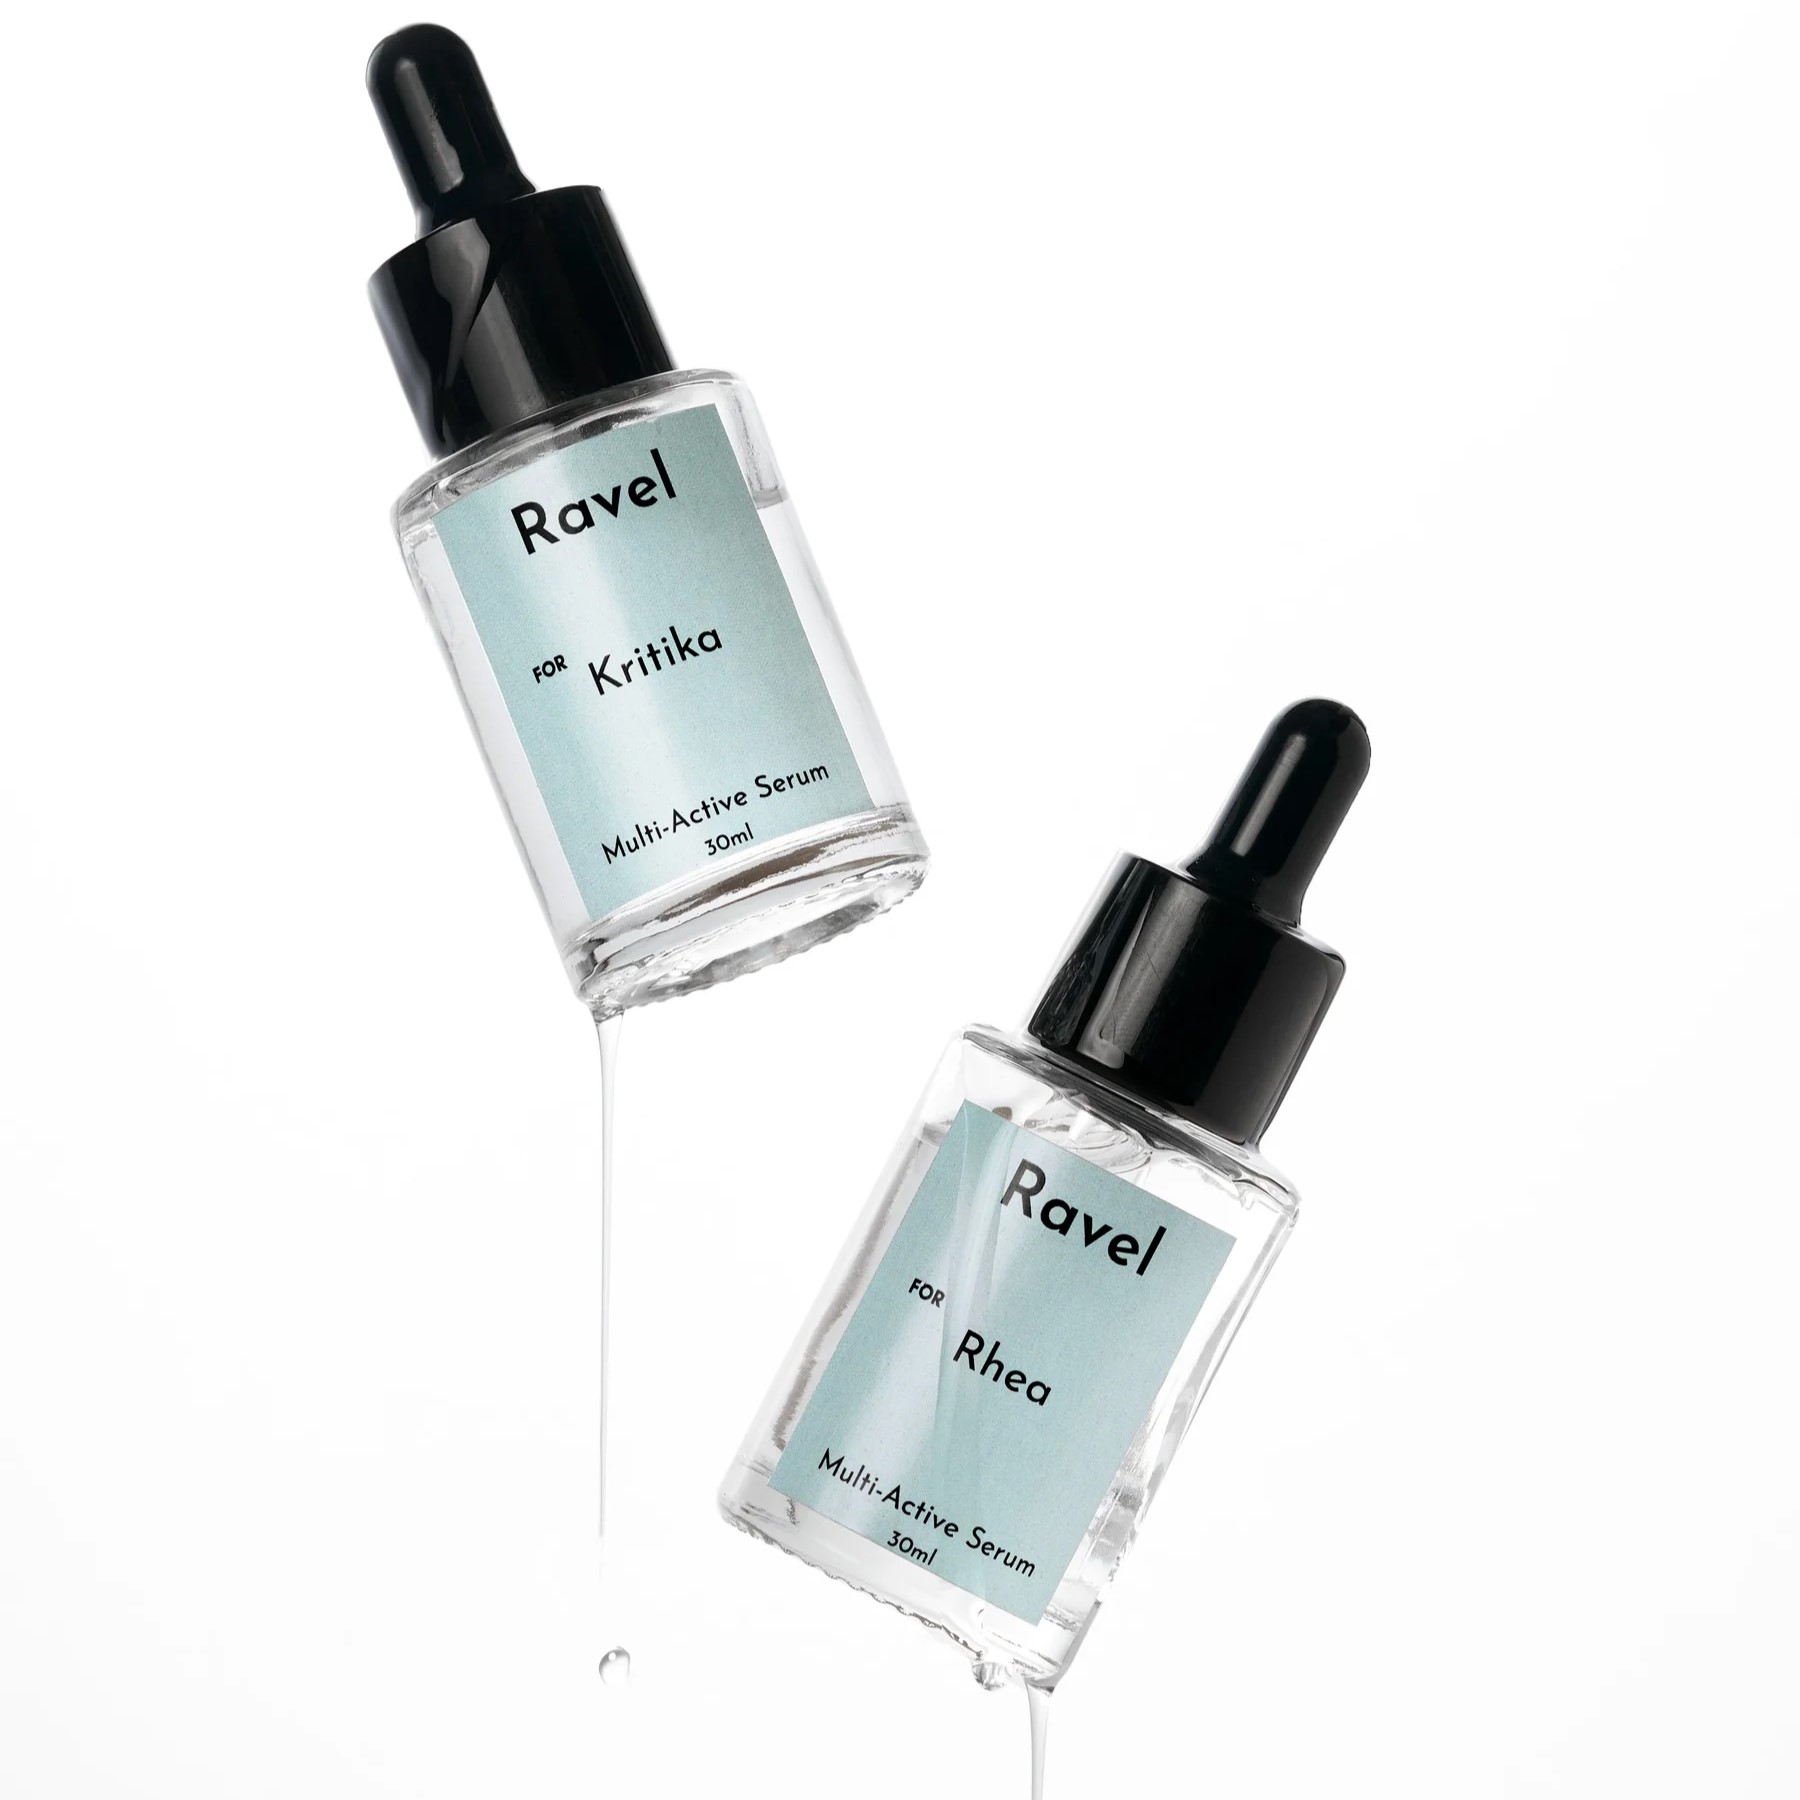 Ravel
FOR Kritika
Multi-Active Serum
30ml
Ravel
FOR
Rhea
Multi-Active Serum
30ml